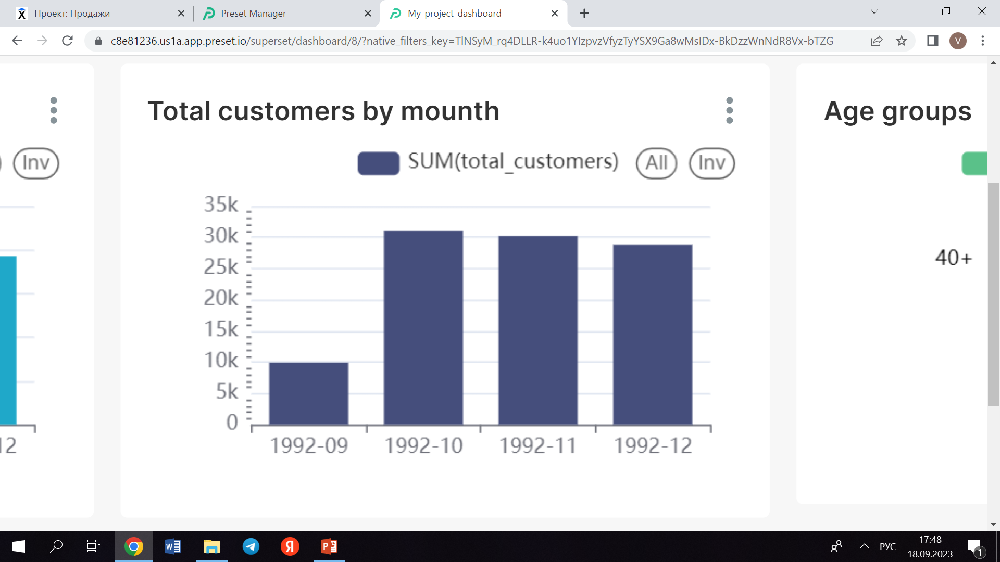 Проект: Продажи
Preset Manager
My_project_dashboard
c8e81236.us1a.app.preset.io/superset/dashboard/8/?native_filters_key=TlNSyM_rq4DLLR-k4uo1YIzpvzVfyzTyYSX9Ga8wMsIDx-BkDzzWnNdR8Vx-bTZG
V
Total customers by mounth
Age groups
Inv
SUM(total_customers)
All
Inv
35k
30k
25k
20k
15k
10k
5k
0
40+
12
1992-09
1992-10
1992-11
1992-12
РУС
17:48
18.09.2023
1